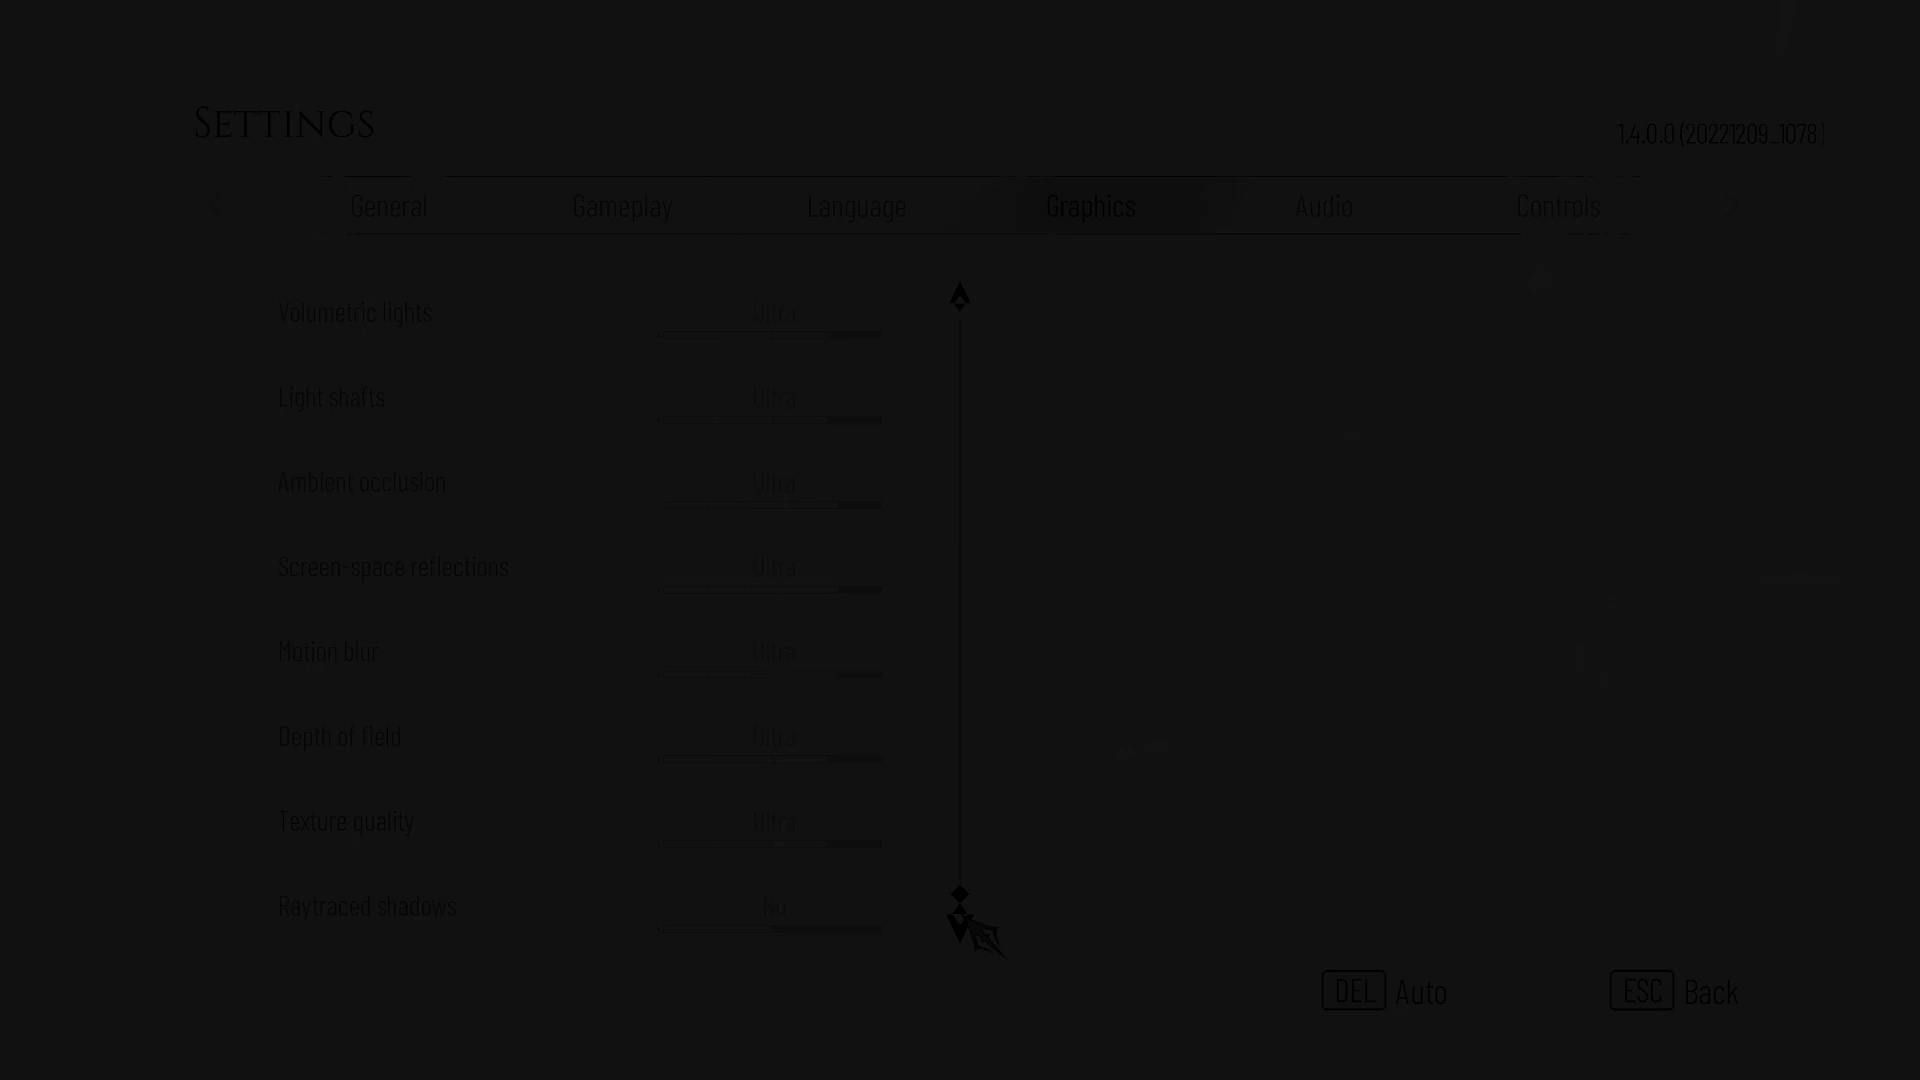 Settings
1.4.0.0 (20221209_1078)
General Gameplay Language Graphics Audio Controls
Volumetric lights Ultra
Light shafts Ultra
Ambient occlusion Ultra
Screen-space reflections Ultra
Motion blur Ultra
Depth of field Ultra
Texture quality Ultra
Raytraced shadows No
DEL Auto ESC Back